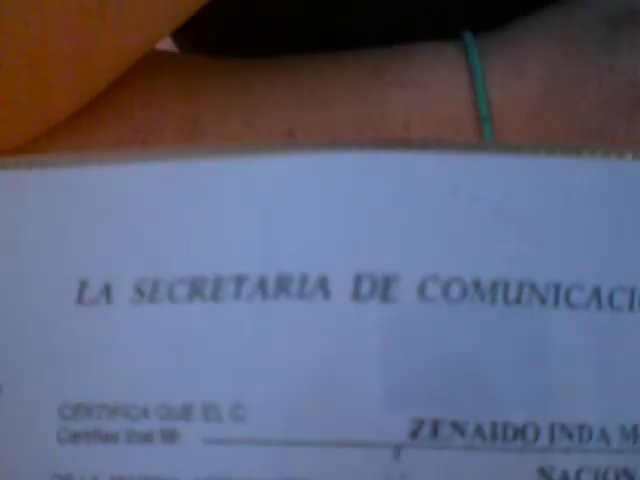 LA SECRETARIA DE COMUNICACI
CERTIFICA QUE EL C.
Certifies that Mr. ZENAIDO INDA M
NACION